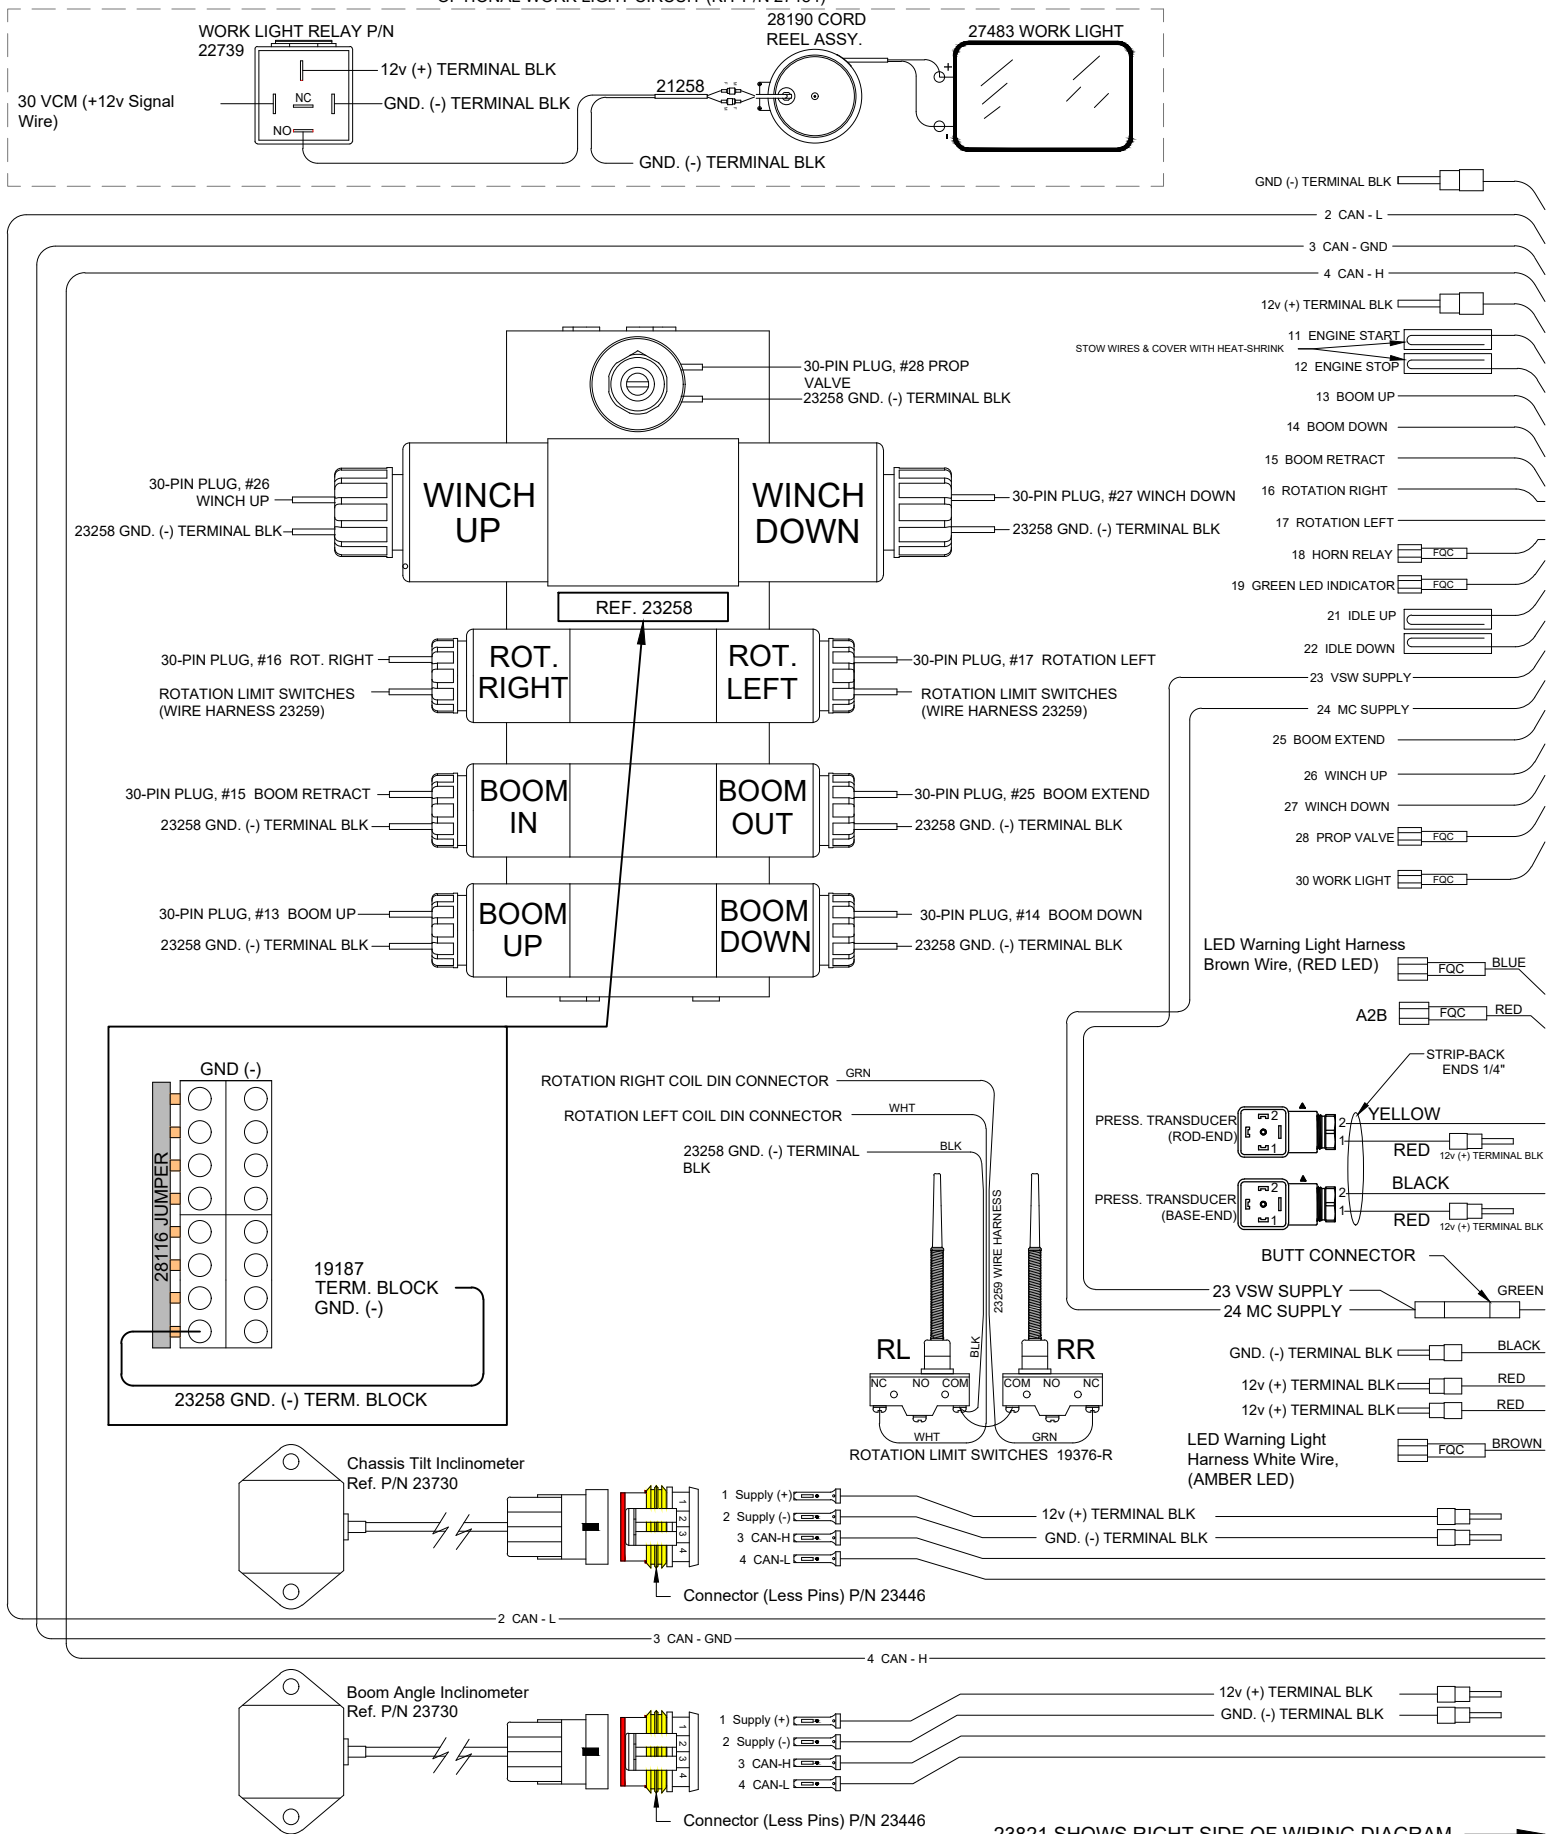 WORK LIGHT RELAY P/N
22739
12v (+) TERMINAL BLK
30 VCM (+12v Signal
Wire)
NC
GND. (-) TERMINAL BLK
NO
21258
28190 CORD
REEL ASSY.
27483 WORK LIGHT
+
-
GND. (-) TERMINAL BLK
GND (-) TERMINAL BLK
2 CAN - L
3 CAN - GND
4 CAN - H
12v (+) TERMINAL BLK
11 ENGINE START
STOW WIRES & COVER WITH HEAT-SHRINK
12 ENGINE STOP
13 BOOM UP
14 BOOM DOWN
15 BOOM RETRACT
16 ROTATION RIGHT
17 ROTATION LEFT
18 HORN RELAY
FQC
19 GREEN LED INDICATOR
FQC
21 IDLE UP
22 IDLE DOWN
23 VSW SUPPLY
24 MC SUPPLY
25 BOOM EXTEND
26 WINCH UP
27 WINCH DOWN
28 PROP VALVE
FQC
30 WORK LIGHT
FQC
30-PIN PLUG, #28 PROP
VALVE
23258 GND. (-) TERMINAL BLK
30-PIN PLUG, #26
WINCH UP
23258 GND. (-) TERMINAL BLK
WINCH
UP
WINCH
DOWN
30-PIN PLUG, #27 WINCH DOWN
23258 GND. (-) TERMINAL BLK
REF. 23258
30-PIN PLUG, #16 ROT. RIGHT
ROTATION LIMIT SWITCHES
(WIRE HARNESS 23259)
ROT.
RIGHT
ROT.
LEFT
30-PIN PLUG, #17 ROTATION LEFT
ROTATION LIMIT SWITCHES
(WIRE HARNESS 23259)
30-PIN PLUG, #15 BOOM RETRACT
23258 GND. (-) TERMINAL BLK
BOOM
IN
BOOM
OUT
30-PIN PLUG, #25 BOOM EXTEND
23258 GND. (-) TERMINAL BLK
30-PIN PLUG, #13 BOOM UP
23258 GND. (-) TERMINAL BLK
BOOM
UP
BOOM
DOWN
30-PIN PLUG, #14 BOOM DOWN
23258 GND. (-) TERMINAL BLK
LED Warning Light Harness
Brown Wire, (RED LED)
FQC
BLUE
A2B
FQC
RED
STRIP-BACK
ENDS 1/4"
PRESS. TRANSDUCER
(ROD-END)
2
1
2
1
YELLOW
RED
12v (+) TERMINAL BLK
PRESS. TRANSDUCER
(BASE-END)
2
1
2
1
BLACK
RED
12v (+) TERMINAL BLK
BUTT CONNECTOR
23 VSW SUPPLY
24 MC SUPPLY
GREEN
GND. (-) TERMINAL BLK
BLACK
12v (+) TERMINAL BLK
RED
12v (+) TERMINAL BLK
RED
LED Warning Light
Harness White Wire,
(AMBER LED)
FQC
BROWN
GND (-)
28116 JUMPER
19187
TERM. BLOCK
GND. (-)
23258 GND. (-) TERM. BLOCK
ROTATION RIGHT COIL DIN CONNECTOR
GRN
ROTATION LEFT COIL DIN CONNECTOR
WHT
23258 GND. (-) TERMINAL
BLK
BLK
23259 WIRE HARNESS
BLK
RL
RR
NC NO COM
COM NO NC
WHT
GRN
ROTATION LIMIT SWITCHES 19376-R
Chassis Tilt Inclinometer
Ref. P/N 23730
1 2 3 4
1 Supply (+)
2 Supply (-)
3 CAN-H
4 CAN-L
12v (+) TERMINAL BLK
GND. (-) TERMINAL BLK
Connector (Less Pins) P/N 23446
2 CAN - L
3 CAN - GND
4 CAN - H
Boom Angle Inclinometer
Ref. P/N 23730
1 2 3 4
1 Supply (+)
2 Supply (-)
3 CAN-H
4 CAN-L
12v (+) TERMINAL BLK
GND. (-) TERMINAL BLK
Connector (Less Pins) P/N 23446